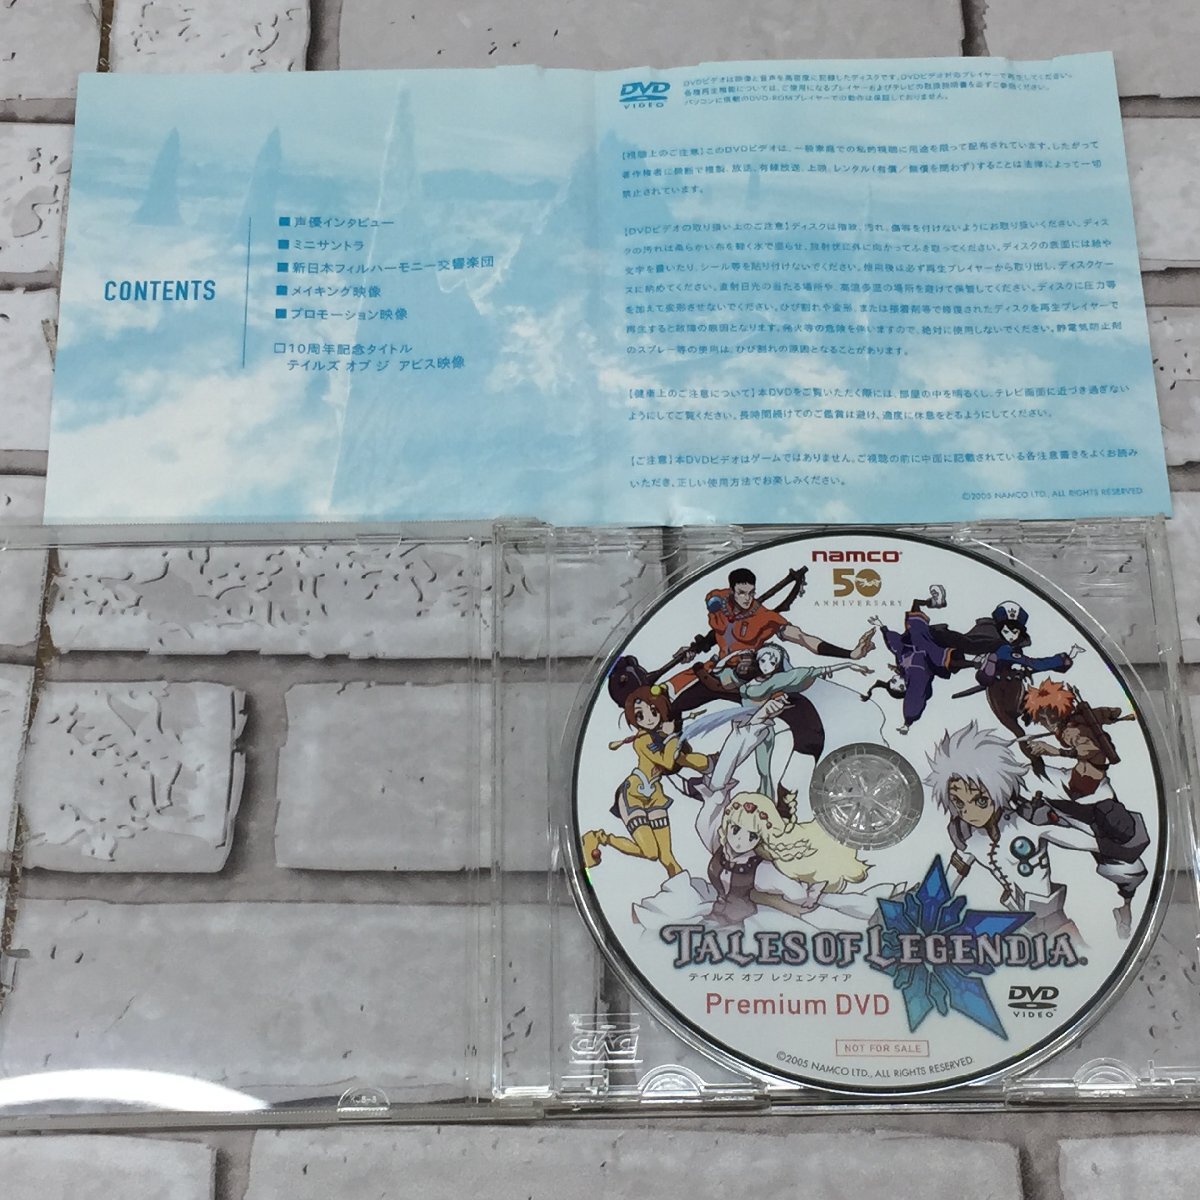 DVD
VIDEO
DVDビデオは映像と音声を高密度に記録したディスクです。DVDビデオ対応プレイヤーで再生してください。
各種再生機能については、ご使用になるプレイヤーおよびテレビの取扱説明書を必ずご参照ください。
パソコンに搭載のDVD-ROMプレイヤーでの動作は保証しておりません。
【視聴上のご注意】このDVDビデオは、一般家庭での私的視聴に用途を限って配布されています。したがって
著作権者に無断で複製、放送、有線放送、上映、レンタル(有償/無償を問わず)することは法律によって一切
禁止されています。
【DVDビデオの取り扱い上のご注意】ディスクは指紋、汚れ、傷等を付けないようにお取り扱いください。ディス
クの汚れは柔らかい布を軽く水で湿らせ、放射状に外に向かってふき取ってください。ディスクの表面には絵や
文字を書いたり、シール等を貼り付けないでください。使用後は必ず再生プレイヤーから取り出し、ディスクケー
スに納めてください。直射日光の当たる場所や、高温多湿の場所を避けて保管してください。ディスクに圧力等
を加えて変形させないでください。ひび割れや変形、または接着剤等で修復されたディスクを再生プレイヤーで
再生すると故障の原因となります。発火等の危険を伴いますので、絶対に使用しないでください。静電気防止剤
のスプレー等の使用は、ひび割れの原因となることがあります。
【健康上のご注意について】本DVDをご覧いただく際には、部屋の中を明るくし、テレビ画面に近づき過ぎない
ようにしてご覧ください。長時間続けてのご鑑賞は避け、適度に休息をとるようにしてください。
【ご注意】本DVDビデオはゲームではありません。ご視聴の前に中面に記載されている各注意書きをよくお読み
いただき、正しい使用方法でお楽しみください。
©2005 NAMCO LTD., ALL RIGHTS RESERVED
CONTENTS
■声優インタビュー
■ミニサントラ
■新日本フィルハーモニー交響楽団
■メイキング映像
■プロモーション映像
□10周年記念タイトル
テイルズ オブ ジ アビス映像
namco
50
ANNIVERSARY
TALES OF LEGENDIA
テイルズ オブ レジェンディア
Premium DVD
DVD
VIDEO
NOT FOR SALE
©2005 NAMCO LTD., ALL RIGHTS RESERVED.